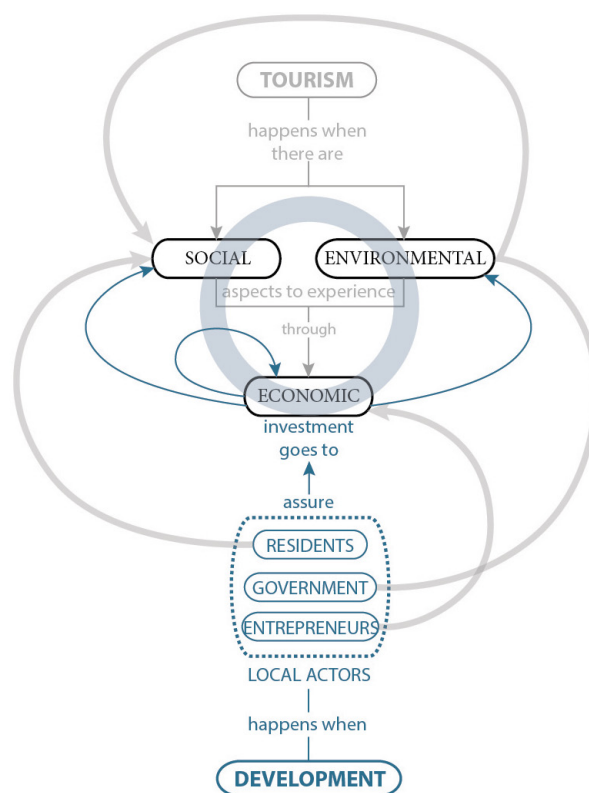 TOURISM
happens when
there are
SOCIAL
ENVIRONMENTAL
aspects to experience
through
ECONOMIC
investment
goes to
assure
RESIDENTS
GOVERNMENT
ENTREPRENEURS
LOCAL ACTORS
happens when
DEVELOPMENT